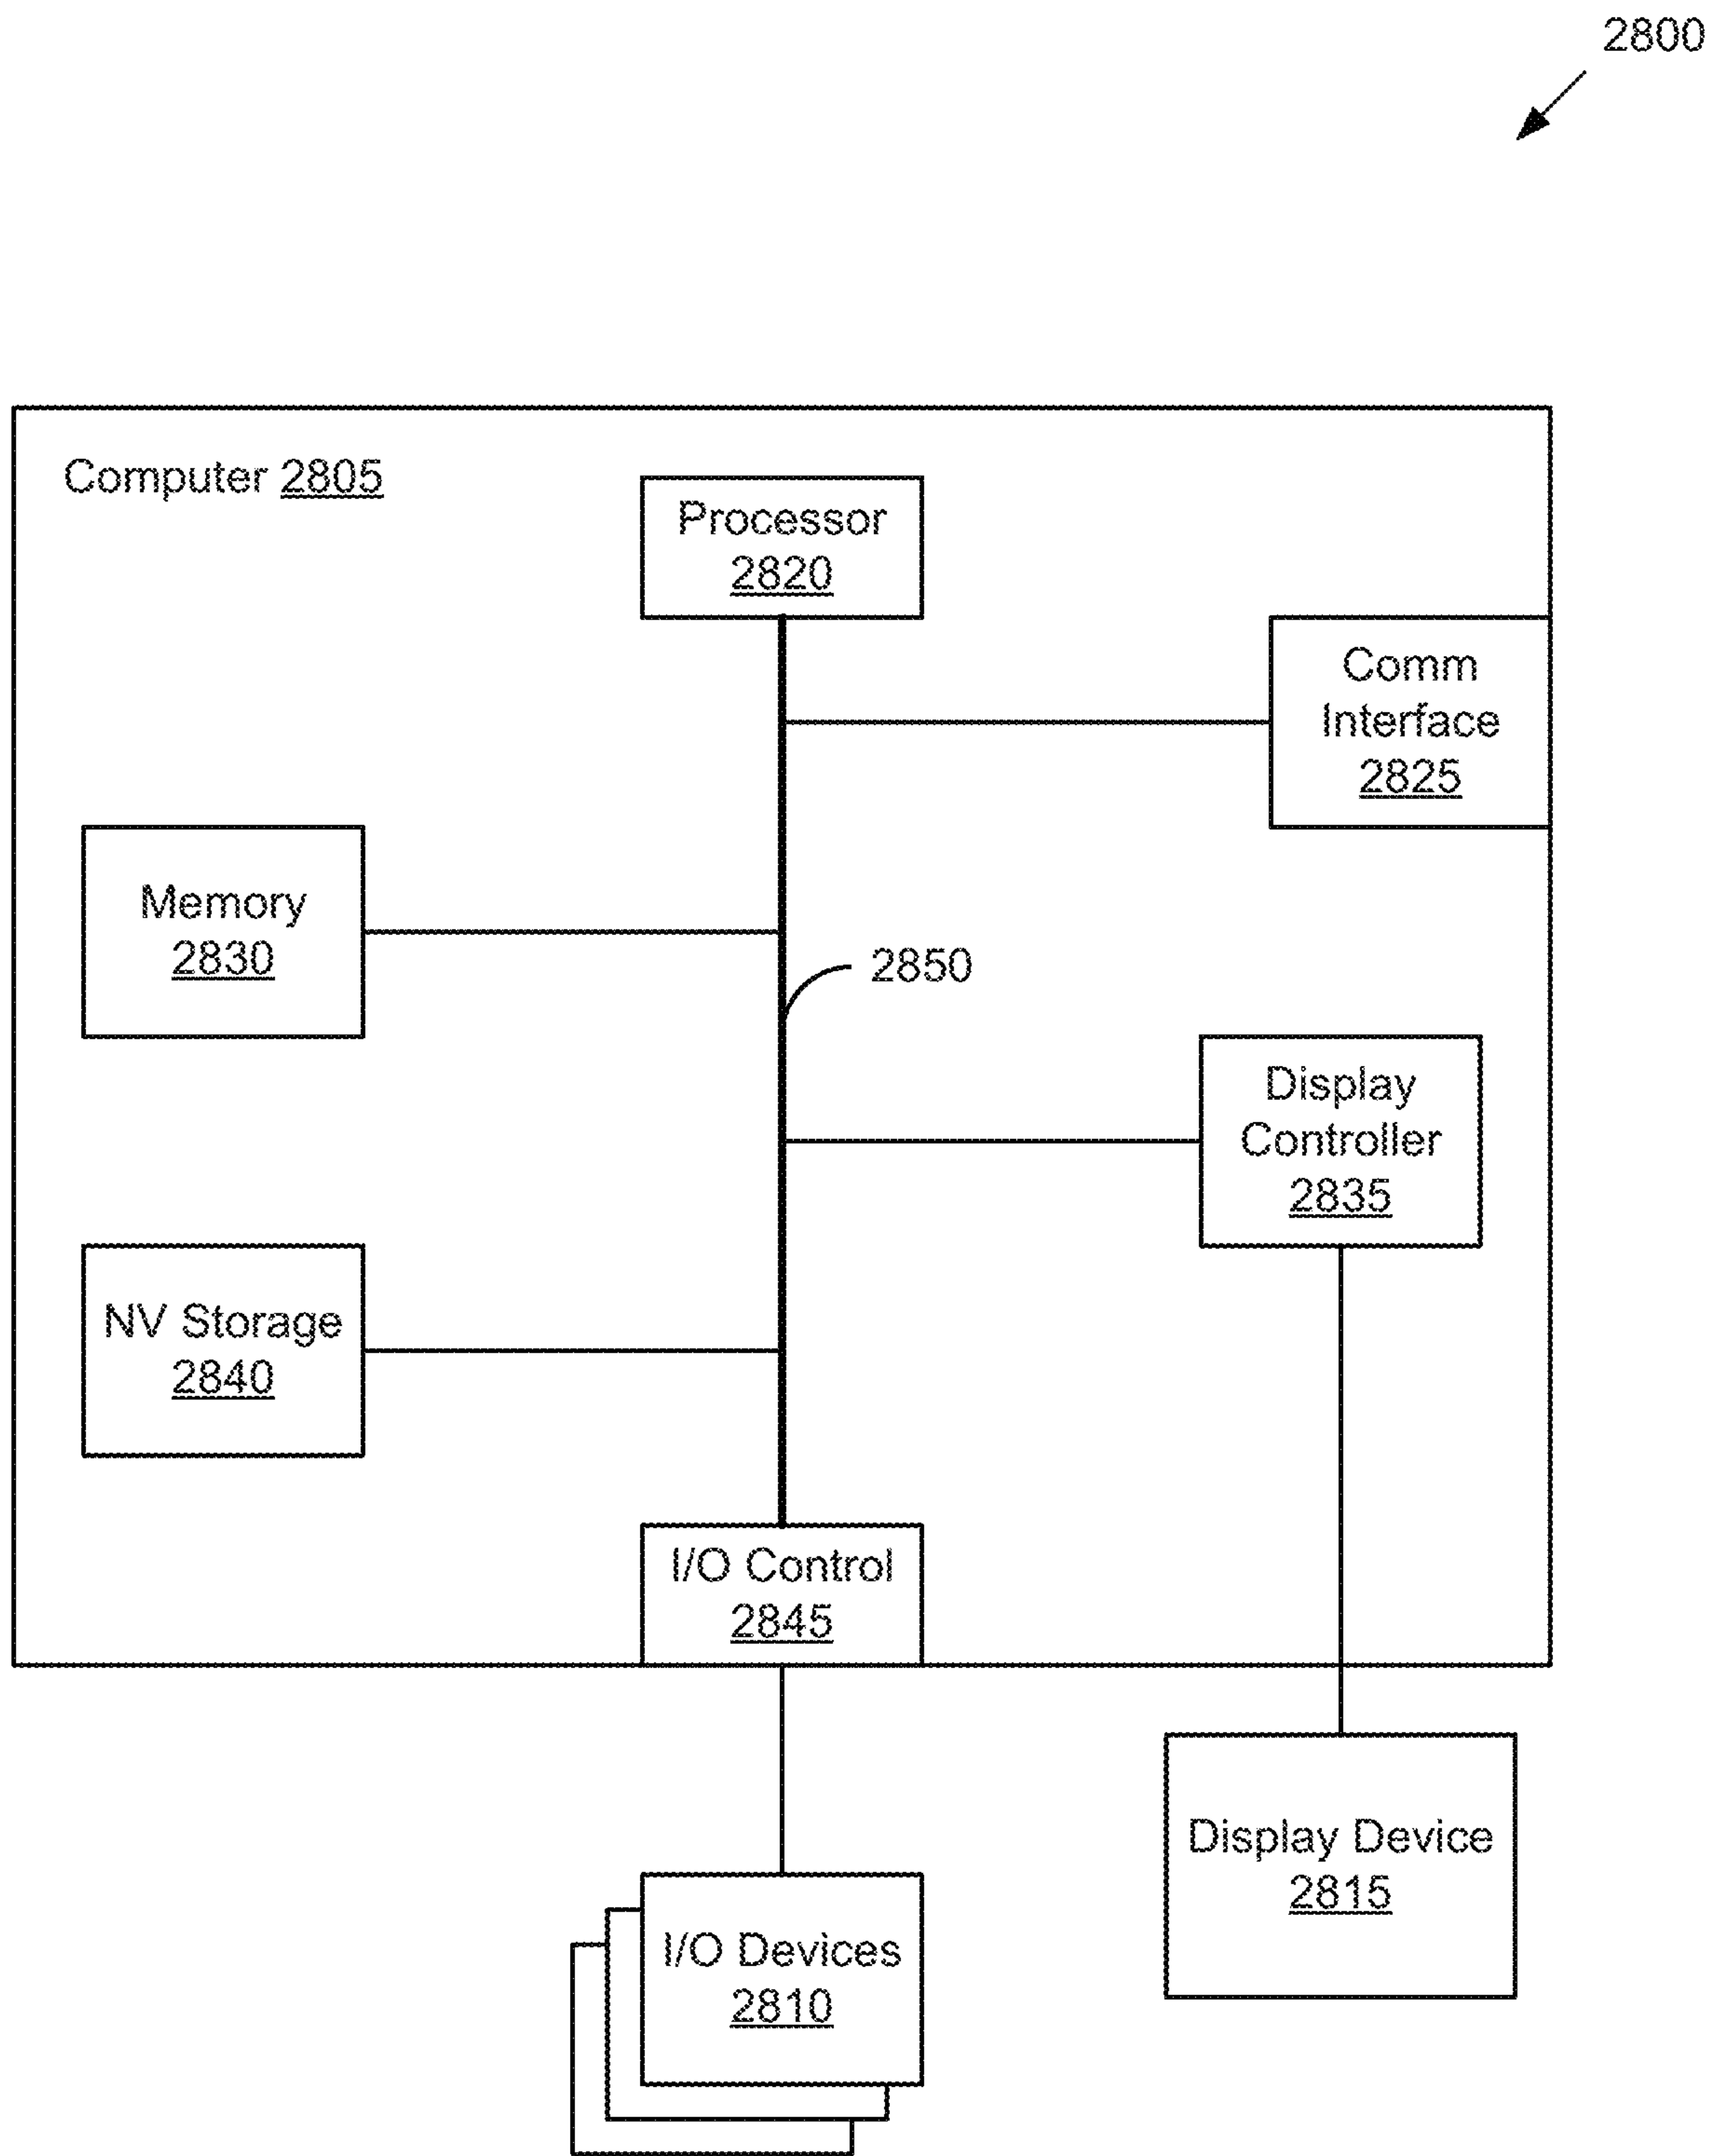 2800
Computer 2805
Processor
2820
Comm
Interface
2825
Memory
2830
2850
Display
Controller
2835
NV Storage
2840
I/O Control
2845
Display Device
2815
I/O Devices
2810